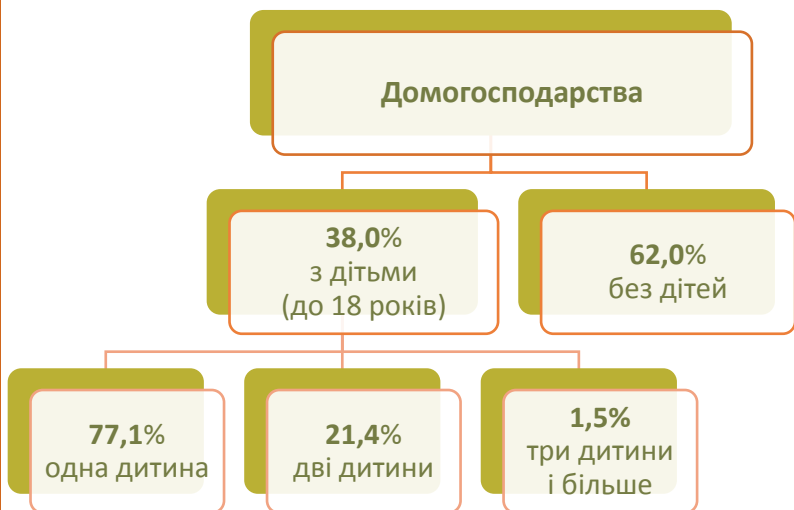 Домогосподарства
38,0%
з дітьми
(до 18 років)
62,0%
без дітей
77,1%
одна дитина
21,4%
дві дитини
1,5%
три дитини
і більше